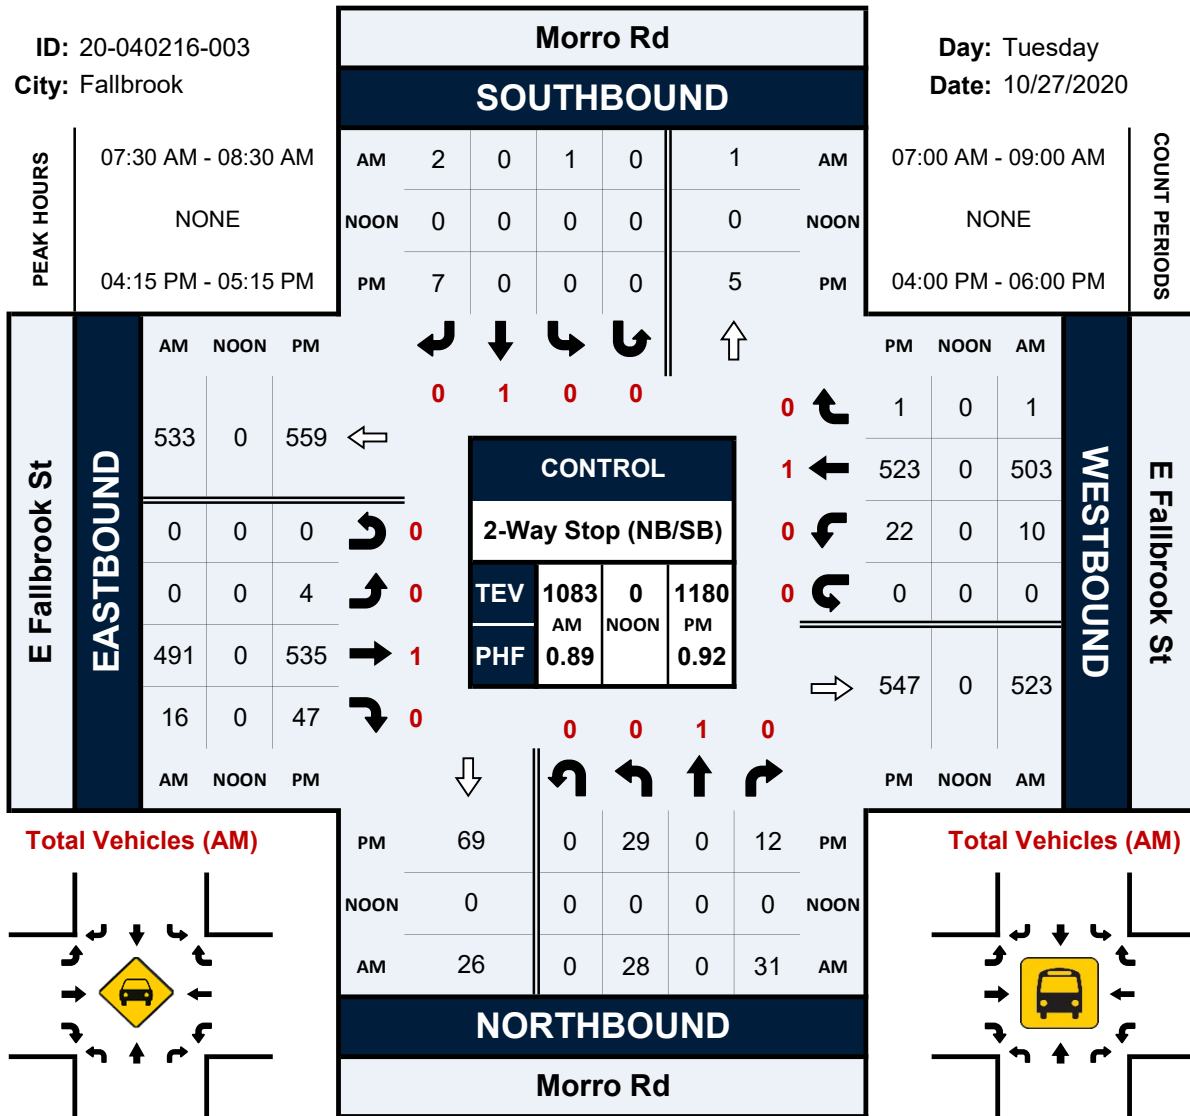 ID: 20-040216-003
City: Fallbrook
Morro Rd
SOUTHBOUND
Day: Tuesday
Date: 10/27/2020
PEAK HOURS
07:30 AM - 08:30 AM
NONE
04:15 PM - 05:15 PM
AM 2 0 1 0 1 AM
NOON 0 0 0 0 0 NOON
PM 7 0 0 0 5 PM
07:00 AM - 09:00 AM
NONE
04:00 PM - 06:00 PM
COUNT PERIODS
0 1 0 0
E Fallbrook St
EASTBOUND
AM NOON PM
533 0 559
0 0 0 0
0 0 4 0
491 0 535 1
16 0 47 0
AM NOON PM
CONTROL
2-Way Stop (NB/SB)
TEV 1083 0 1180
AM NOON PM
PHF 0.89 0.92
PM NOON AM
0 1 0 1
1 523 0 503
0 22 0 10
0 0 0 0
547 0 523
PM NOON AM
WESTBOUND
E Fallbrook St
0 0 1 0
PM 69 0 29 0 12 PM
NOON 0 0 0 0 0 NOON
AM 26 0 28 0 31 AM
NORTHBOUND
Morro Rd
Total Vehicles (AM)
Total Vehicles (AM)